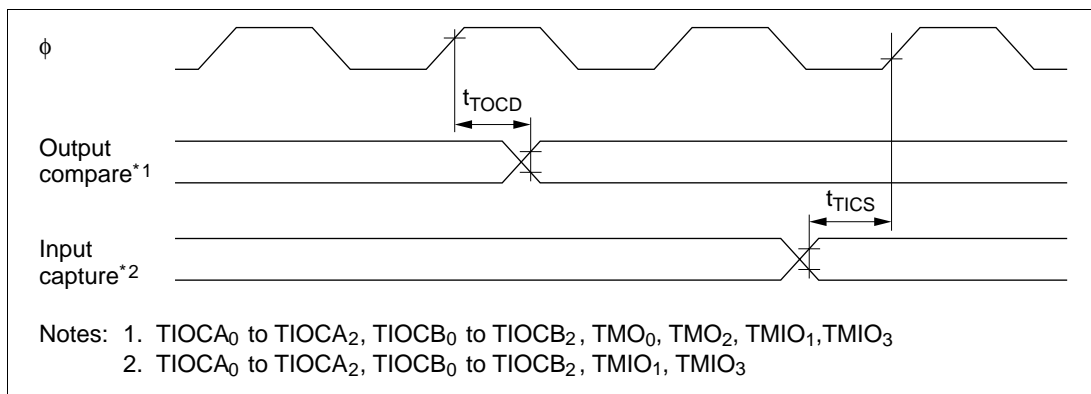 ϕ
tTOCD
Output
compare*1
tTICS
Input
capture*2
Notes: 1. TIOCA0 to TIOCA2, TIOCB0 to TIOCB2, TMO0, TMO2, TMIO1,TMIO3
2. TIOCA0 to TIOCA2, TIOCB0 to TIOCB2, TMIO1, TMIO3